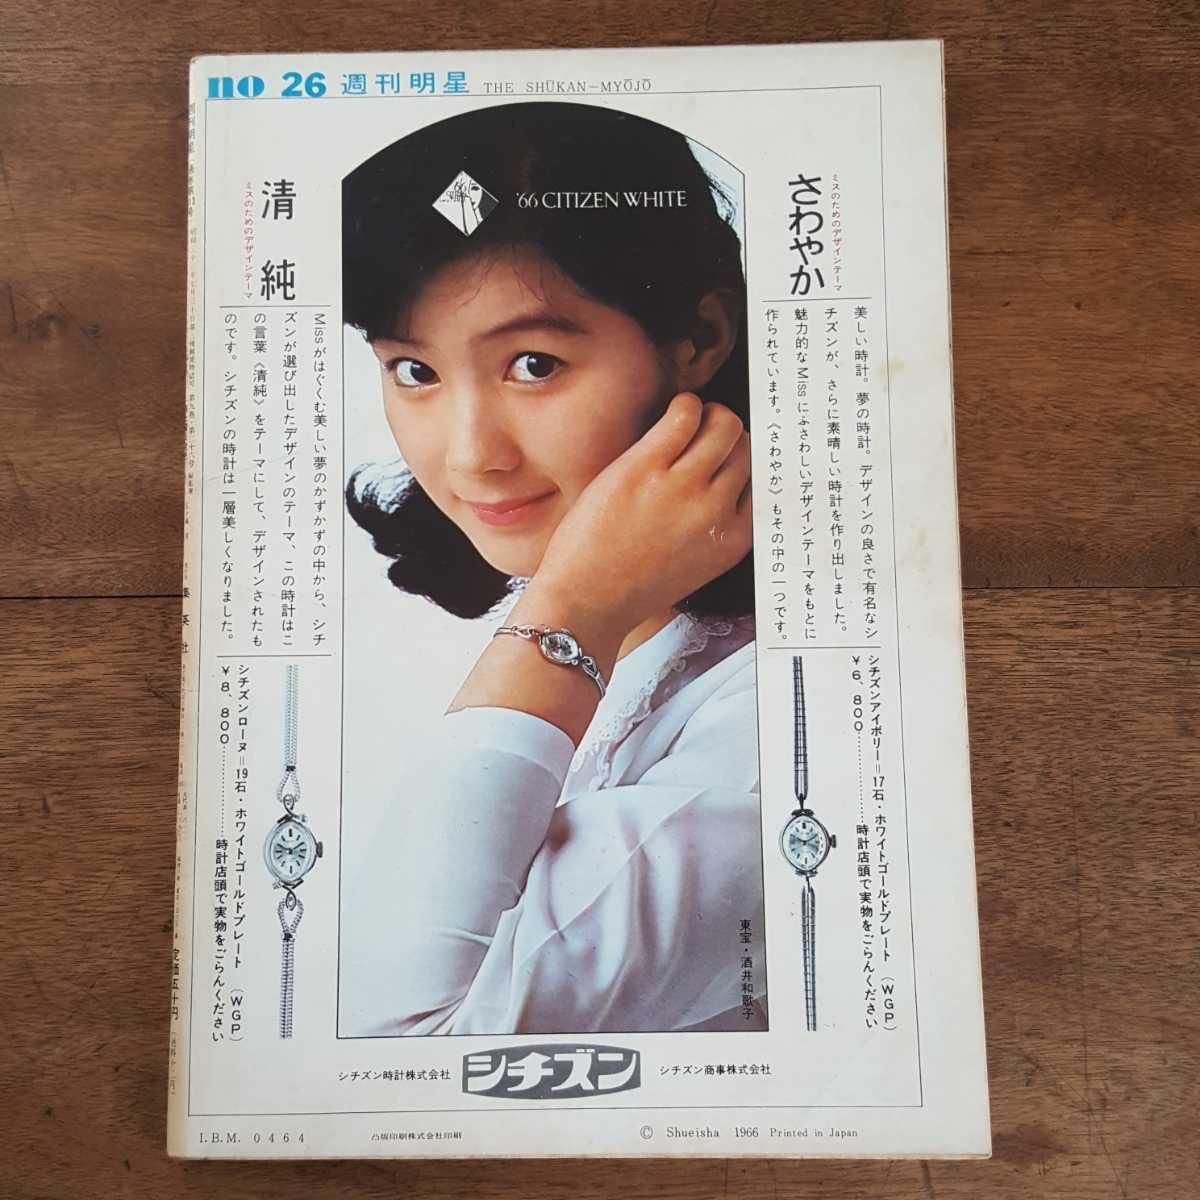 no 26 週刊明星 THE SHŪKAN–MYŌJŌ
'66 CITIZEN WHITE
ミスのためのデザインテーマ
さわやか
美しい時計。夢の時計。デザインの良さで有名なシ
チズンが、さらに素晴しい時計を作り出しました。
魅力的なMissにふさわしいデザインテーマをもとに
作られています。《さわやか》もその中の一つです。
シチズンアイボリー=17石・ホワイトゴールドプレート(WGP)
¥6,800…………時計店頭で実物をごらんください
東宝・酒井和歌子
清純
ミスのためのデザインテーマ
Missがはぐくむ美しい夢のかずかずの中から、シチ
ズンが選び出したデザインのテーマ、この時計はこ
の言葉《清純》をテーマにして、デザインされたも
のです。シチズンの時計は一層美しくなりました。
シチズンローヌ=19石・ホワイトゴールドプレート(WGP)
¥8,800…………時計店頭で実物をごらんください
集英社
定価五十円
シチズン時計株式会社
シチズン
シチズン商事株式会社
I.B.M. 0464
凸版印刷株式会社印刷
© Shueisha 1966 Printed in Japan